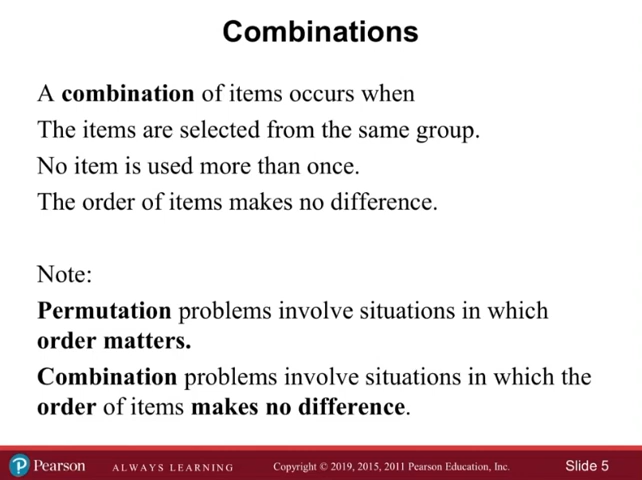 Combinations
A combination of items occurs when
The items are selected from the same group.
No item is used more than once.
The order of items makes no difference.
Note:
Permutation problems involve situations in which
order matters.
Combination problems involve situations in which the
order of items makes no difference.
Pearson ALWAYS LEARNING Copyright © 2019, 2015, 2011 Pearson Education, Inc. Slide 5